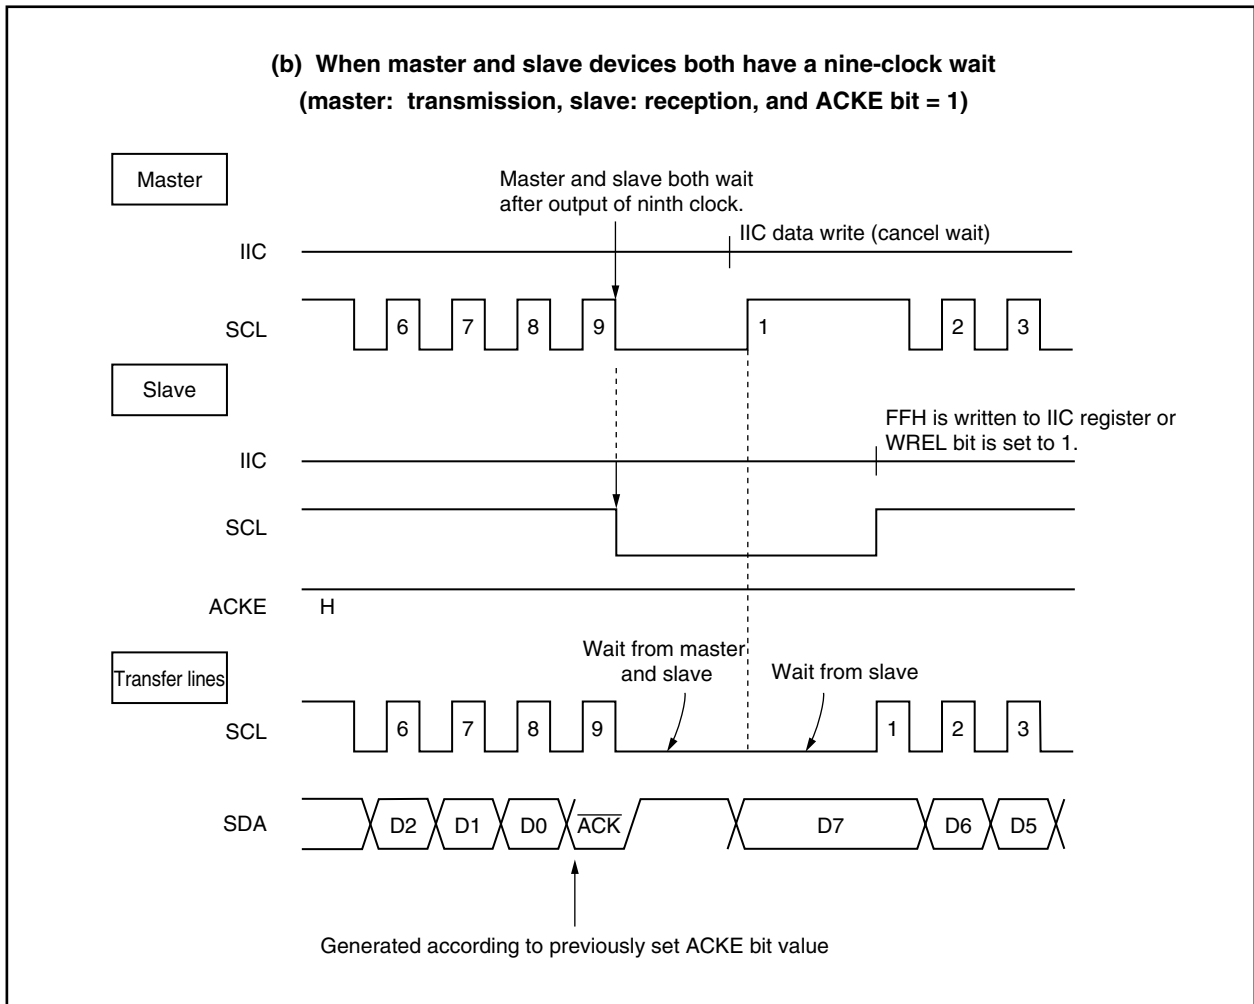 (b) When master and slave devices both have a nine-clock wait
(master: transmission, slave: reception, and ACKE bit = 1)
Master
Master and slave both wait
after output of ninth clock.
IIC data write (cancel wait)
IIC
SCL
6 7 8 9 1 2 3
Slave
FFH is written to IIC register or
WREL bit is set to 1.
IIC
SCL
ACKE H
Transfer lines
Wait from master
and slave
Wait from slave
SCL
6 7 8 9 1 2 3
SDA
D2 D1 D0 ACK D7 D6 D5
Generated according to previously set ACKE bit value